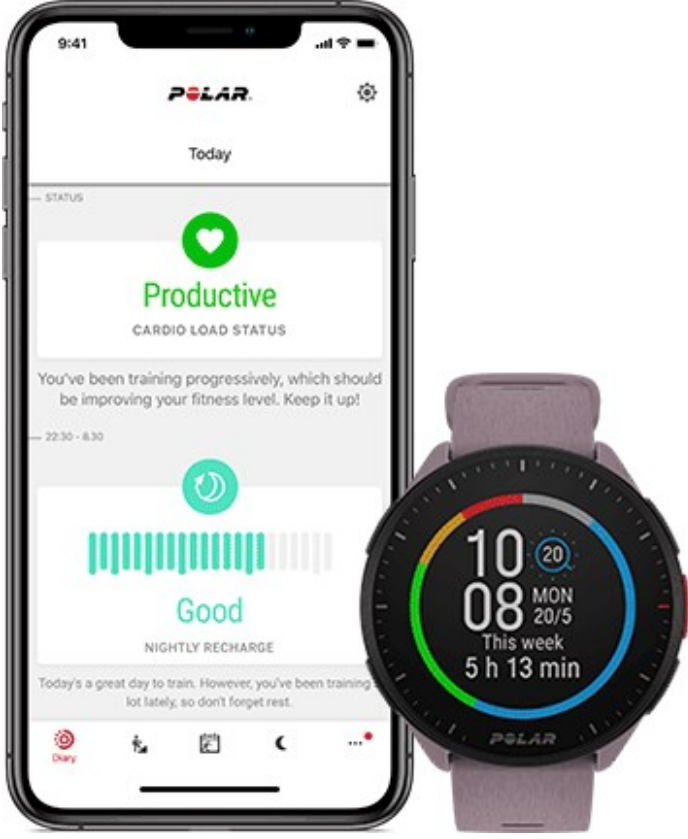 9:41
POLAR
Today
STATUS
Productive
CARDIO LOAD STATUS
You've been training progressively, which should
be improving your fitness level. Keep it up!
22:30 - 8.30
Good
NIGHTLY RECHARGE
Today's a great day to train. However, you've been training
lot lately, so don't forget rest.
Diary
10
20
08
MON
20/5
This week
5 h 13 min
POLAR